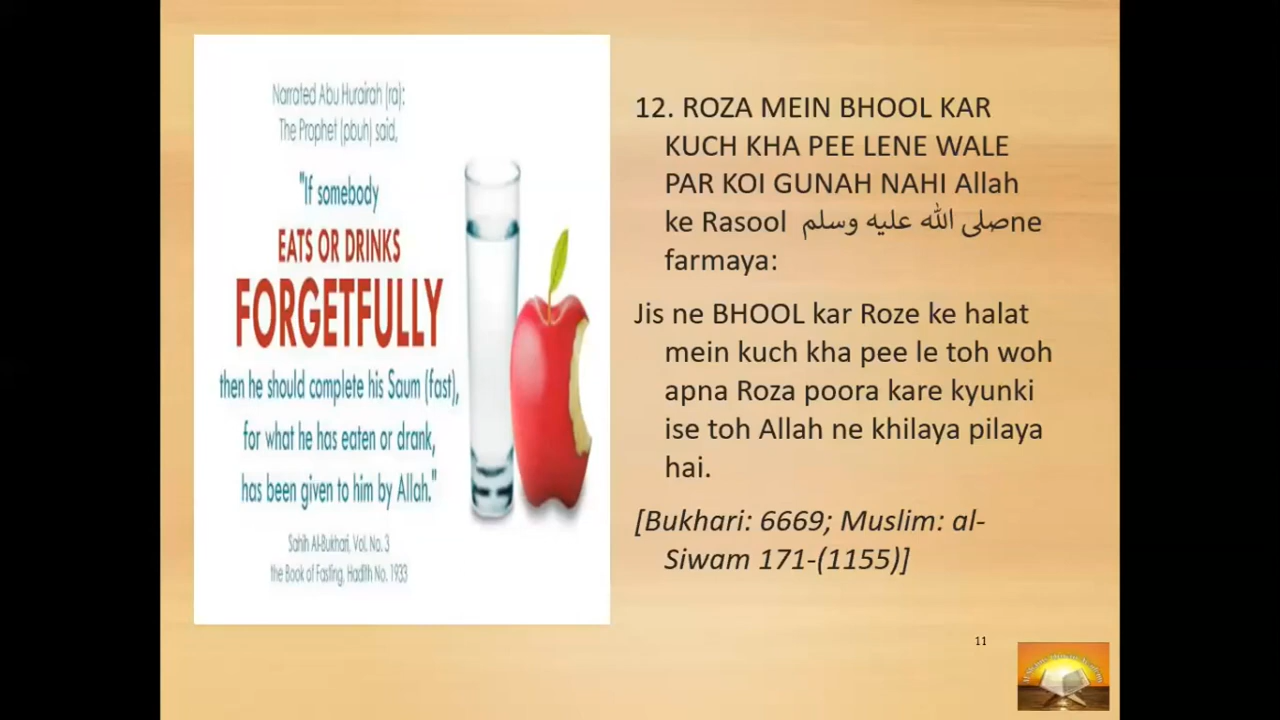 Narrated Abu Hurairah (ra):
The Prophet (pbuh) said,
"If somebody
EATS OR DRINKS
FORGETFULLY
then he should complete his Saum (fast),
for what he has eaten or drank,
has been given to him by Allah."
Sahih Al-Bukhari, Vol. No. 3
the Book of Fasting, Hadith No. 1933
12. ROZA MEIN BHOOL KAR
KUCH KHA PEE LENE WALE
PAR KOI GUNAH NAHI Allah
ke Rasool صلى الله عليه وسلم ne
farmaya:
Jis ne BHOOL kar Roze ke halat
mein kuch kha pee le toh woh
apna Roza poora kare kyunki
ise toh Allah ne khilaya pilaya
hai.
[Bukhari: 6669; Muslim: al-
Siwam 171-(1155)]
11